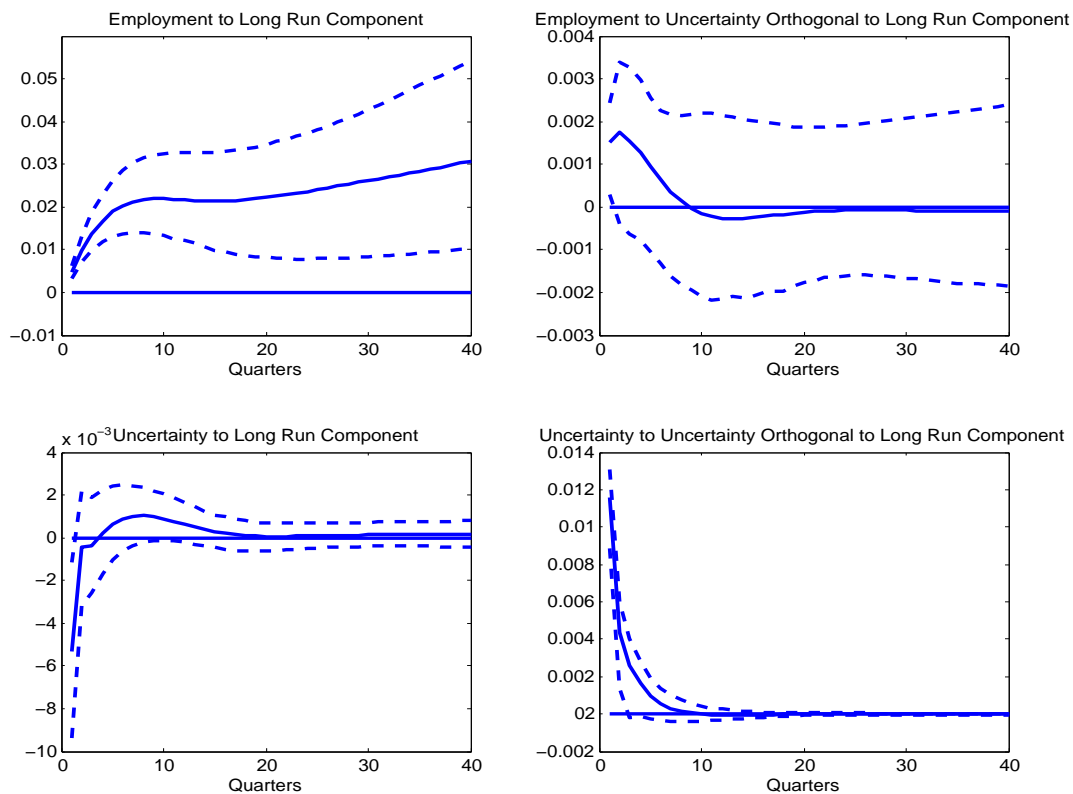 Employment to Long Run Component
0.05
0.04
0.03
0.02
0.01
0
−0.01
0 10 20 30 40
Quarters
Employment to Uncertainty Orthogonal to Long Run Component
0.004
0.003
0.002
0.001
0
−0.001
−0.002
−0.003
0 10 20 30 40
Quarters
x 10−3
Uncertainty to Long Run Component
4
2
0
−2
−4
−6
−8
−10
0 10 20 30 40
Quarters
Uncertainty to Uncertainty Orthogonal to Long Run Component
0.014
0.012
0.01
0.008
0.006
0.004
02
−0.002
0 10 20 30 40
Quarters